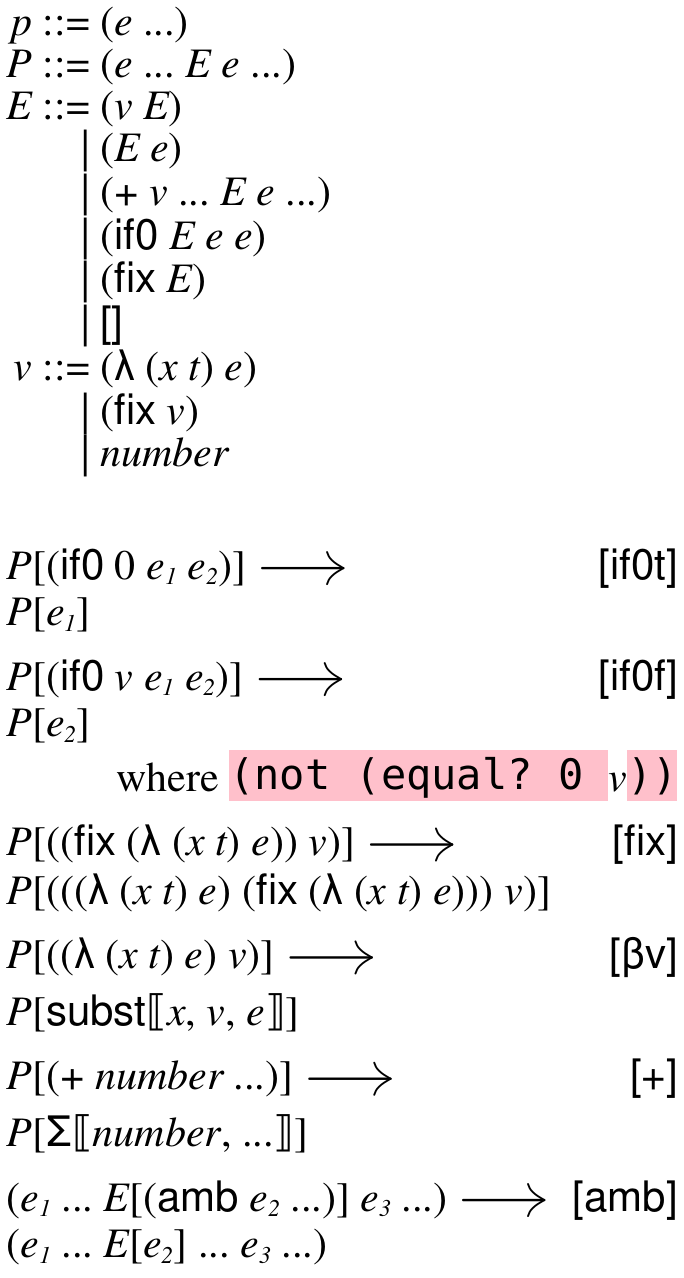 p ::= (e ...)
P ::= (e ... E e ...)
E ::= (v E)
| (E e)
| (+ v ... E e ...)
| (if0 E e e)
| (fix E)
| []
v ::= (λ (x t) e)
| (fix v)
| number
P[(if0 0 e₁ e₂)] ⟶ [if0t]
P[e₁]
P[(if0 v e₁ e₂)] ⟶ [if0f]
P[e₂]
where (not (equal? 0 v))
P[((fix (λ (x t) e)) v)] ⟶ [fix]
P[(((λ (x t) e) (fix (λ (x t) e))) v)]
P[((λ (x t) e) v)] ⟶ [βv]
P[subst⟦x, v, e⟧]
P[(+ number ...)] ⟶ [+]
P[Σ⟦number, ...⟧]
(e₁ ... E[(amb e₂ ...)] e₃ ...) ⟶ [amb]
(e₁ ... E[e₂] ... e₃ ...)